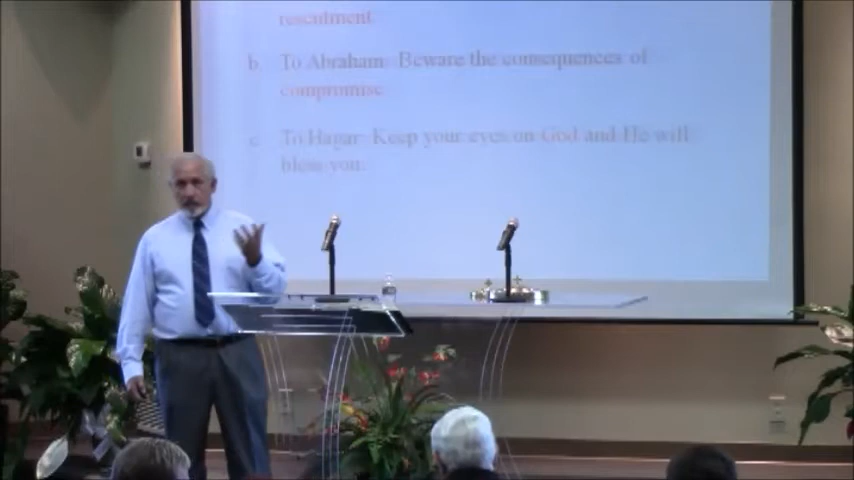 resentment.
b To Abraham: Beware the consequences of
compromise
c To Hagar: Keep your eyes on God and He will
bless you.